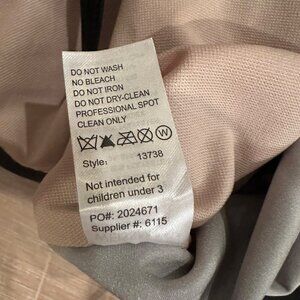 DO NOT WASH
NO BLEACH
DO NOT IRON
DO NOT DRY-CLEAN
PROFESSIONAL SPOT
CLEAN ONLY
W
Style: 13738
Not intended for
children under 3
PO#: 2024671
Supplier #: 6115